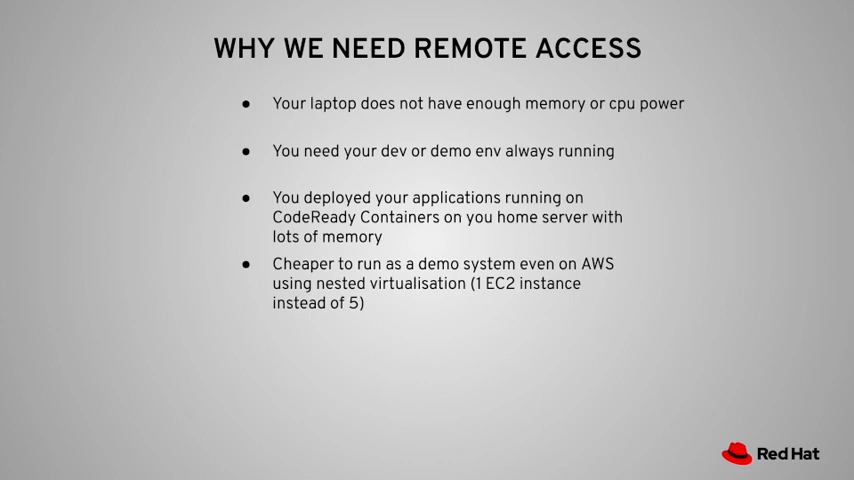 WHY WE NEED REMOTE ACCESS
● Your laptop does not have enough memory or cpu power
● You need your dev or demo env always running
● You deployed your applications running on
CodeReady Containers on you home server with
lots of memory
● Cheaper to run as a demo system even on AWS
using nested virtualisation (1 EC2 instance
instead of 5)
Red Hat